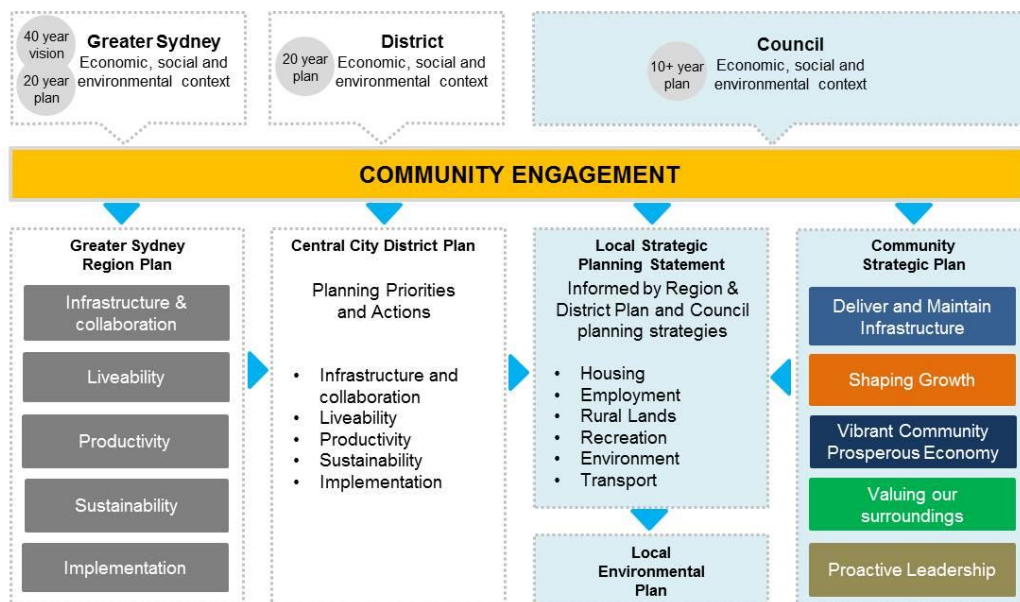 40 year
vision
20 year
plan
Greater Sydney
Economic, social and
environmental context
20 year
plan
District
Economic, social and
environmental context
10+ year
plan
Council
Economic, social and
environmental context
COMMUNITY ENGAGEMENT
Greater Sydney
Region Plan
Infrastructure &
collaboration
Liveability
Productivity
Sustainability
Implementation
Central City District Plan
Planning Priorities
and Actions
• Infrastructure and
collaboration
• Liveability
• Productivity
• Sustainability
• Implementation
Local Strategic
Planning Statement
Informed by Region &
District Plan and Council
planning strategies
• Housing
• Employment
• Rural Lands
• Recreation
• Environment
• Transport
Local
Environmental
Plan
Community
Strategic Plan
Deliver and Maintain
Infrastructure
Shaping Growth
Vibrant Community
Prosperous Economy
Valuing our
surroundings
Proactive Leadership